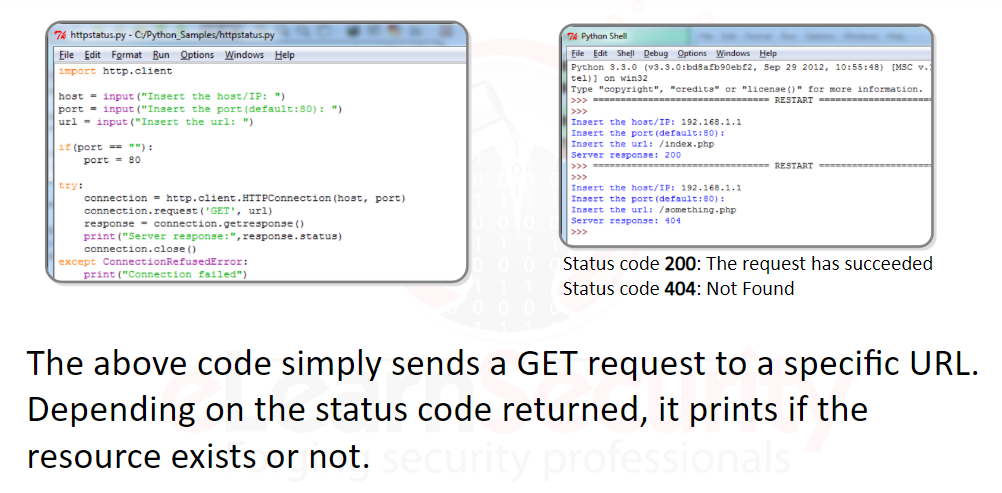 httpstatus.py - C:/Python_Samples/httpstatus.py
File Edit Format Run Options Windows Help
import http.client
host = input("Insert the host/IP: ")
port = input("Insert the port(default:80): ")
url = input("Insert the url: ")
if(port == ""):
    port = 80
try:
    connection = http.client.HTTPConnection(host, port)
    connection.request('GET', url)
    response = connection.getresponse()
    print("Server response:",response.status)
    connection.close()
except ConnectionRefusedError:
    print("Connection failed")
Python Shell
File Edit Shell Debug Options Windows Help
Python 3.3.0 (v3.3.0:bd8afb90ebf2, Sep 29 2012, 10:55:48) [MSC v.
tel)] on win32
Type "copyright", "credits" or "license()" for more information.
>>> ================================ RESTART ================
>>>
Insert the host/IP: 192.168.1.1
Insert the port(default:80):
Insert the url: /index.php
Server response: 200
>>> ================================ RESTART ================
>>>
Insert the host/IP: 192.168.1.1
Insert the port(default:80):
Insert the url: /something.php
Server response: 404
>>>
Status code 200: The request has succeeded
Status code 404: Not Found
The above code simply sends a GET request to a specific URL.
Depending on the status code returned, it prints if the
resource exists or not.
eLearnSecurity
Forging security professionals